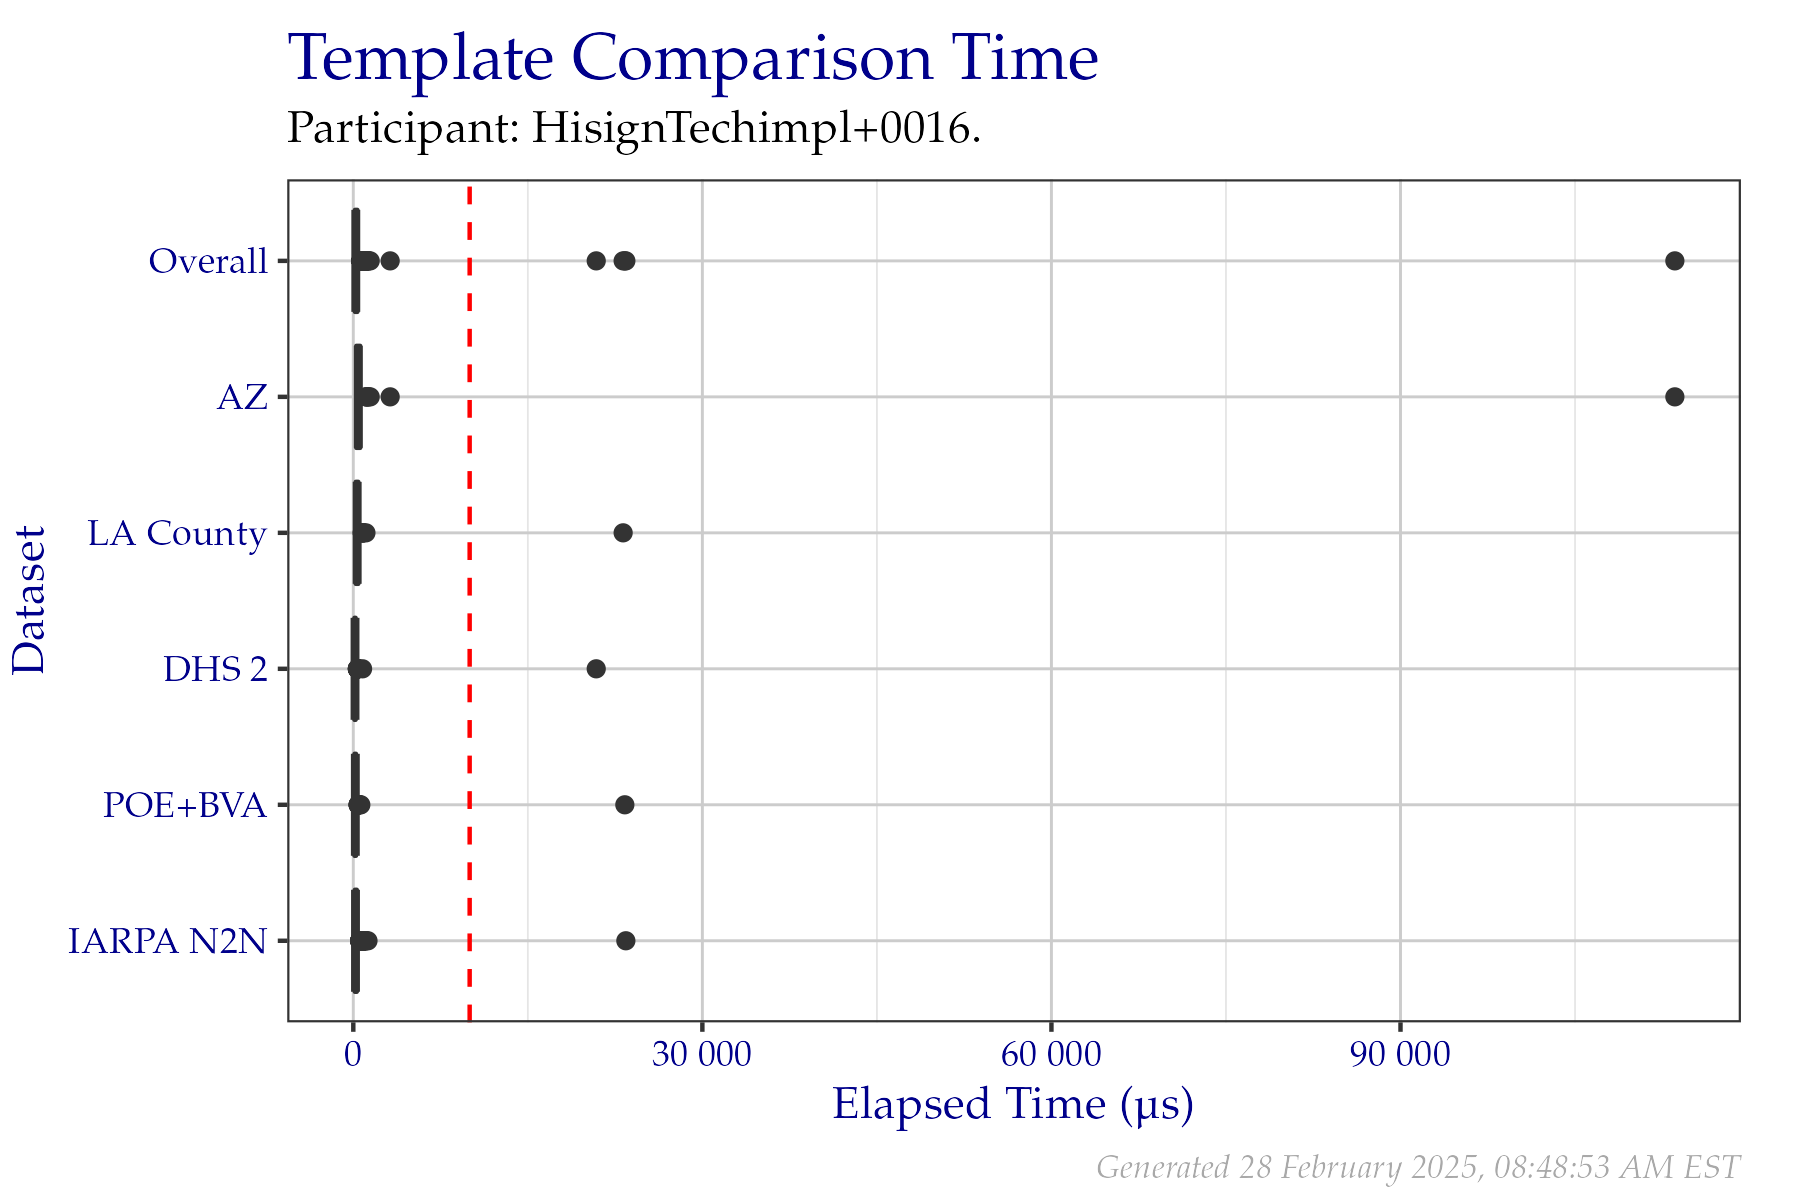 Template Comparison Time
Participant: HisignTechimpl+0016.
Dataset
Overall
AZ
LA County
DHS 2
POE+BVA
IARPA N2N
0 30 000 60 000 90 000
Elapsed Time (µs)
Generated 28 February 2025, 08:48:53 AM EST